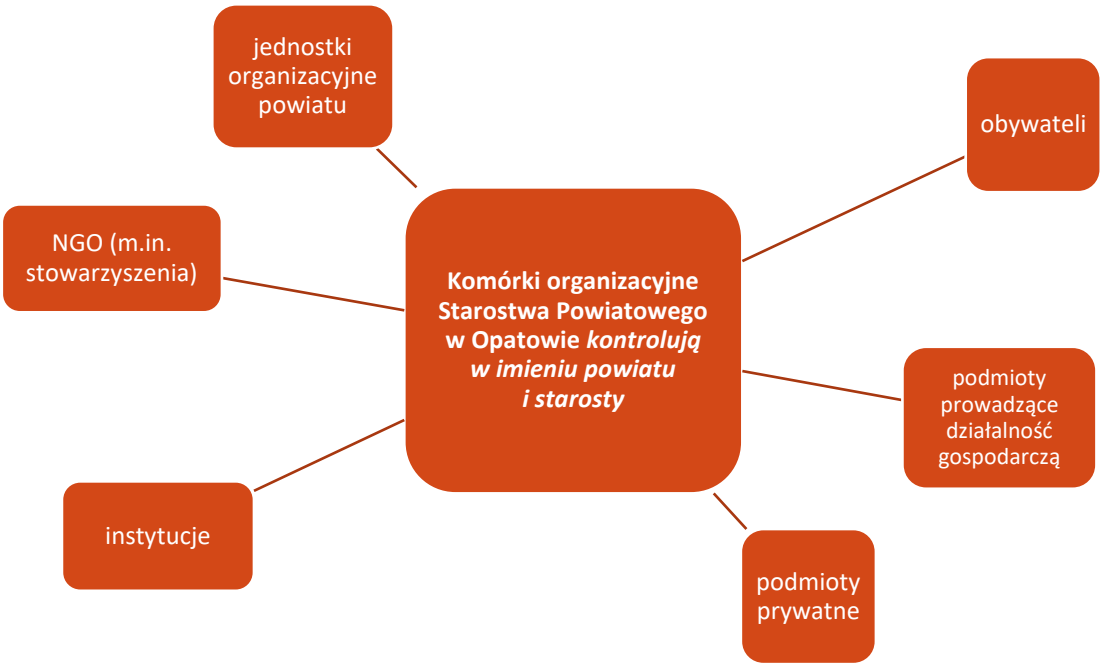 jednostki
organizacyjne
powiatu
obywateli
NGO (m.in.
stowarzyszenia)
Komórki organizacyjne
Starostwa Powiatowego
w Opatowie kontrolują
w imieniu powiatu
i starosty
podmioty
prowadzące
działalność
gospodarczą
instytucje
podmioty
prywatne